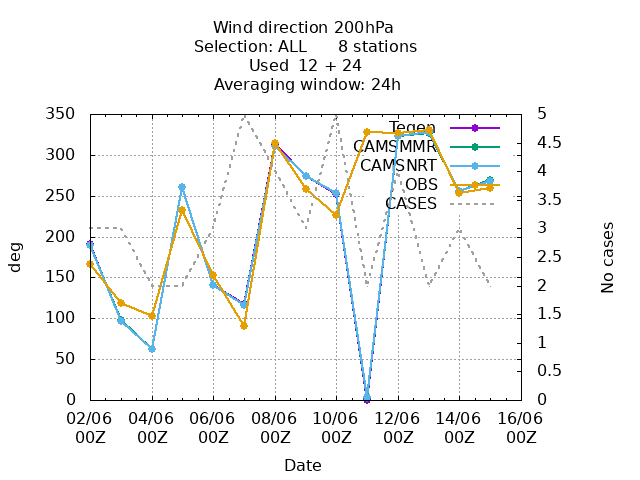 Wind direction 200hPa
Selection: ALL      8 stations
Used  12 + 24
Averaging window: 24h
350
300
250
200
150
100
50
0
deg
5
4.5
4
3.5
3
2.5
2
1.5
1
0.5
0
No cases
Tegen
CAMSMMR
CAMSNRT
OBS
CASES
02/06 04/06 06/06 08/06 10/06 12/06 14/06 16/06
00Z 00Z 00Z 00Z 00Z 00Z 00Z 00Z
Date